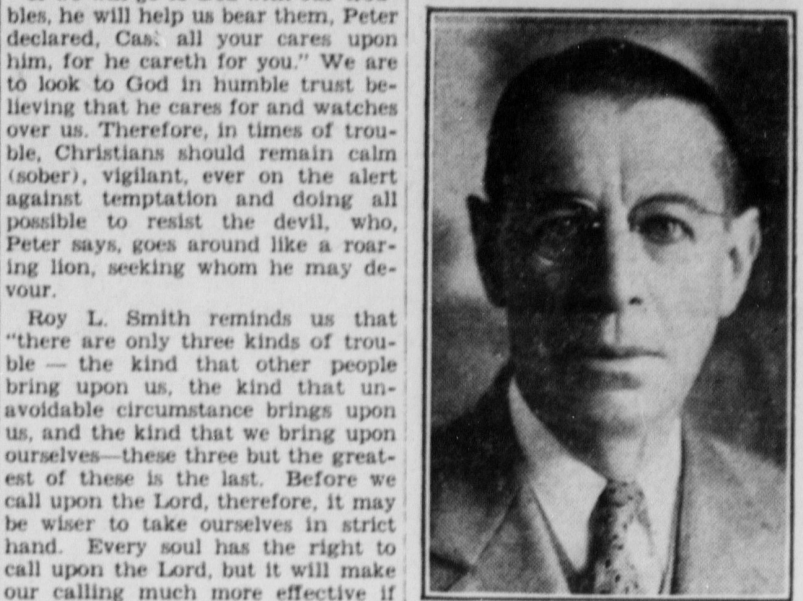 bles, he will help us bear them, Peter
declared, Cast all your cares upon
him, for he careth for you." We are
to look to God in humble trust be-
lieving that he cares for and watches
over us. Therefore, in times of trou-
ble, Christians should remain calm
(sober), vigilant, ever on the alert
against temptation and doing all
possible to resist the devil, who,
Peter says, goes around like a roar-
ing lion, seeking whom he may de-
vour.
Roy L. Smith reminds us that
"there are only three kinds of trou-
ble — the kind that other people
bring upon us, the kind that un-
avoidable circumstance brings upon
us, and the kind that we bring upon
ourselves—these three but the great-
est of these is the last. Before we
call upon the Lord, therefore, it may
be wiser to take ourselves in strict
hand. Every soul has the right to
call upon the Lord, but it will make
our calling much more effective if